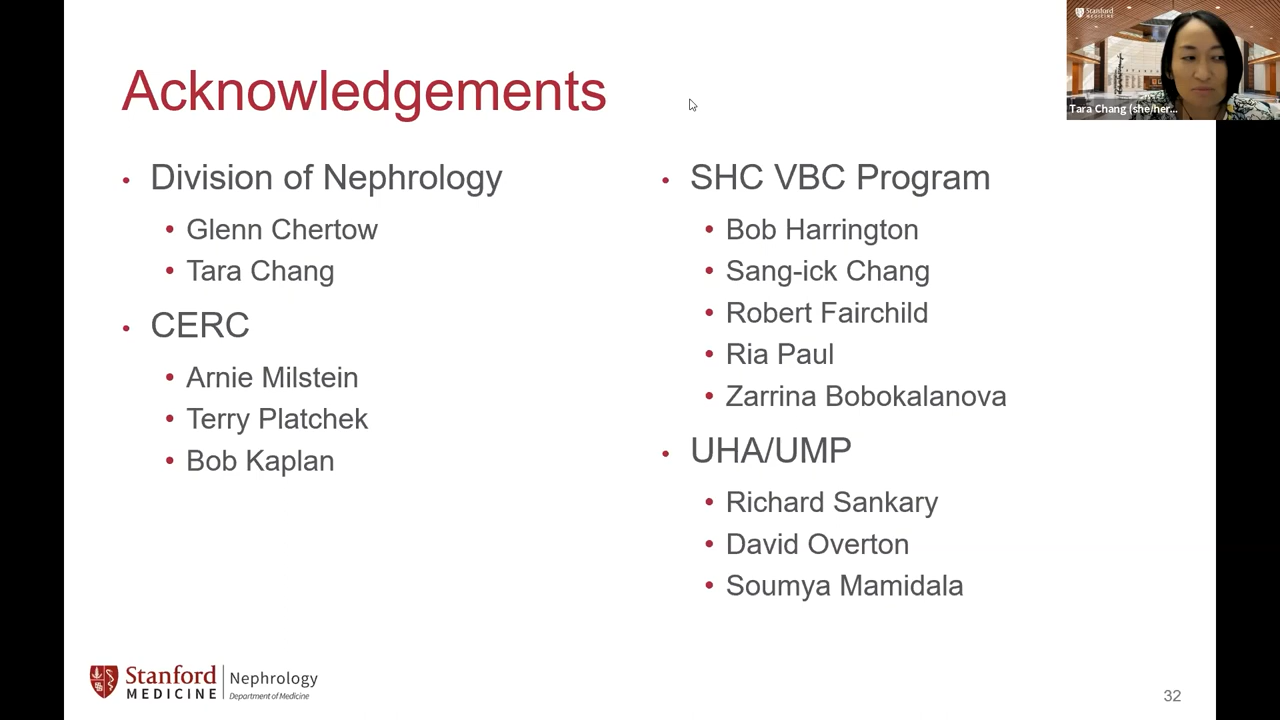 Acknowledgements
• Division of Nephrology
• Glenn Chertow
• Tara Chang
• CERC
• Arnie Milstein
• Terry Platchek
• Bob Kaplan
• SHC VBC Program
• Bob Harrington
• Sang-ick Chang
• Robert Fairchild
• Ria Paul
• Zarrina Bobokalanova
• UHA/UMP
• Richard Sankary
• David Overton
• Soumya Mamidala
Stanford
MEDICINE
Nephrology
Department of Medicine
32
Stanford
MEDICINE
Tara Chang (she/her...